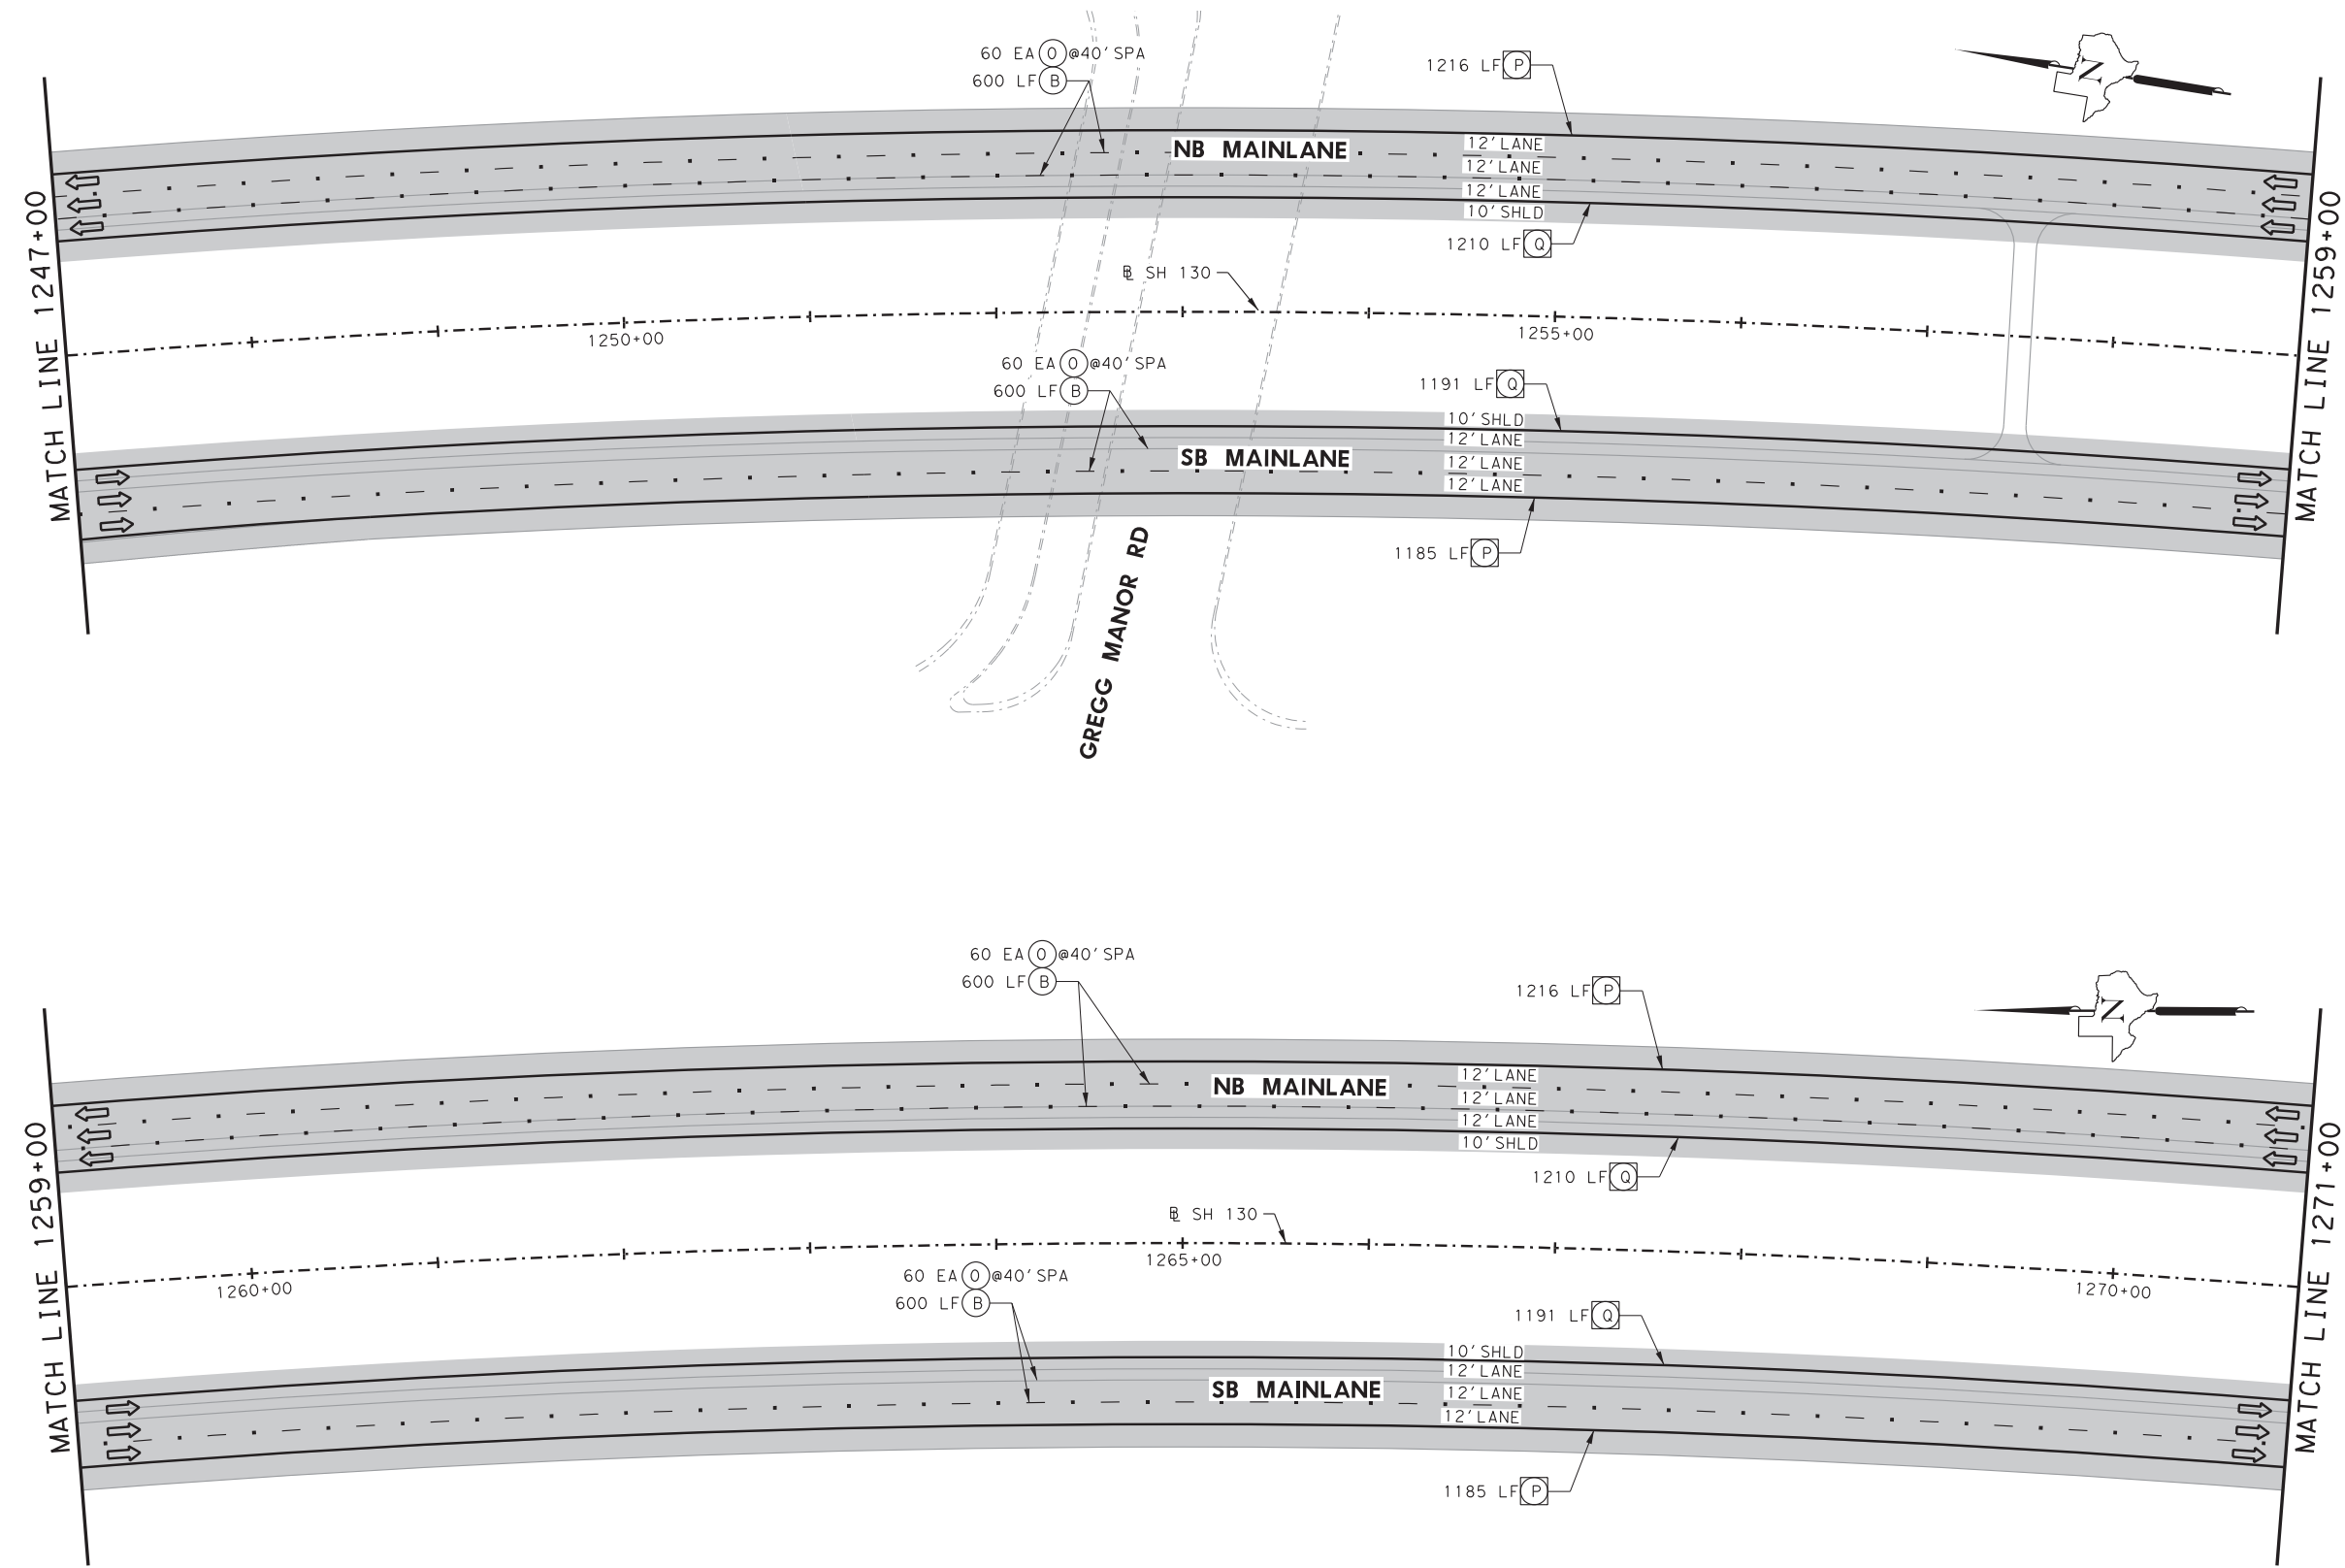 60 EA O @40' SPA
600 LF B
1216 LF P
N
NB MAINLANE
12' LANE
12' LANE
12' LANE
10' SHLD
1210 LF Q
MATCH LINE 1247+00
MATCH LINE 1259+00
BL SH 130
1250+00
1255+00
60 EA O @40' SPA
600 LF B
1191 LF Q
10' SHLD
12' LANE
SB MAINLANE
12' LANE
12' LANE
1185 LF P
GREGG MANOR RD
60 EA O @40' SPA
600 LF B
1216 LF P
N
NB MAINLANE
12' LANE
12' LANE
12' LANE
10' SHLD
1210 LF Q
MATCH LINE 1259+00
MATCH LINE 1271+00
BL SH 130
1260+00
1265+00
1270+00
60 EA O @40' SPA
600 LF B
1191 LF Q
10' SHLD
12' LANE
SB MAINLANE
12' LANE
12' LANE
1185 LF P